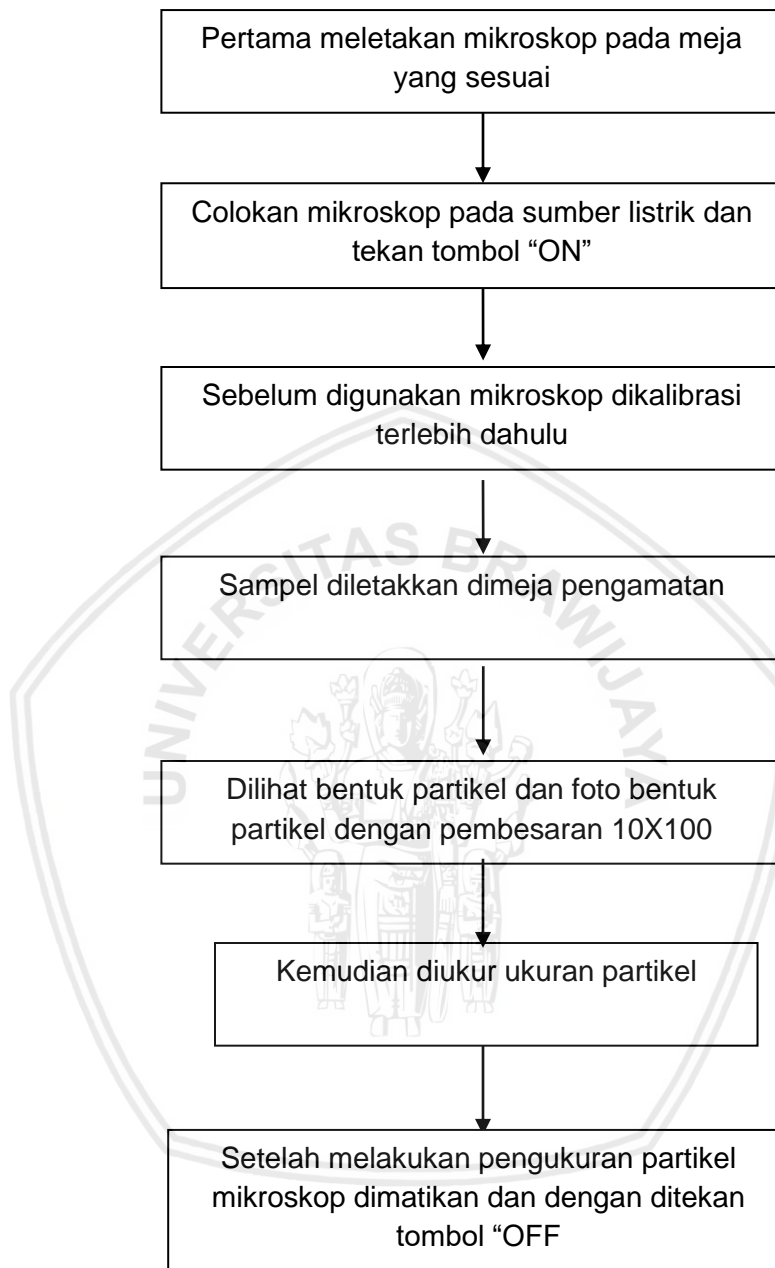 Pertama meletakan mikroskop pada meja
yang sesuai
Colokan mikroskop pada sumber listrik dan
tekan tombol “ON”
Sebelum digunakan mikroskop dikalibrasi
terlebih dahulu
Sampel diletakkan dimeja pengamatan
Dilihat bentuk partikel dan foto bentuk
partikel dengan pembesaran 10X100
Kemudian diukur ukuran partikel
Setelah melakukan pengukuran partikel
mikroskop dimatikan dan dengan ditekan
tombol “OFF
UNIVERSITAS BRAWIJAYA